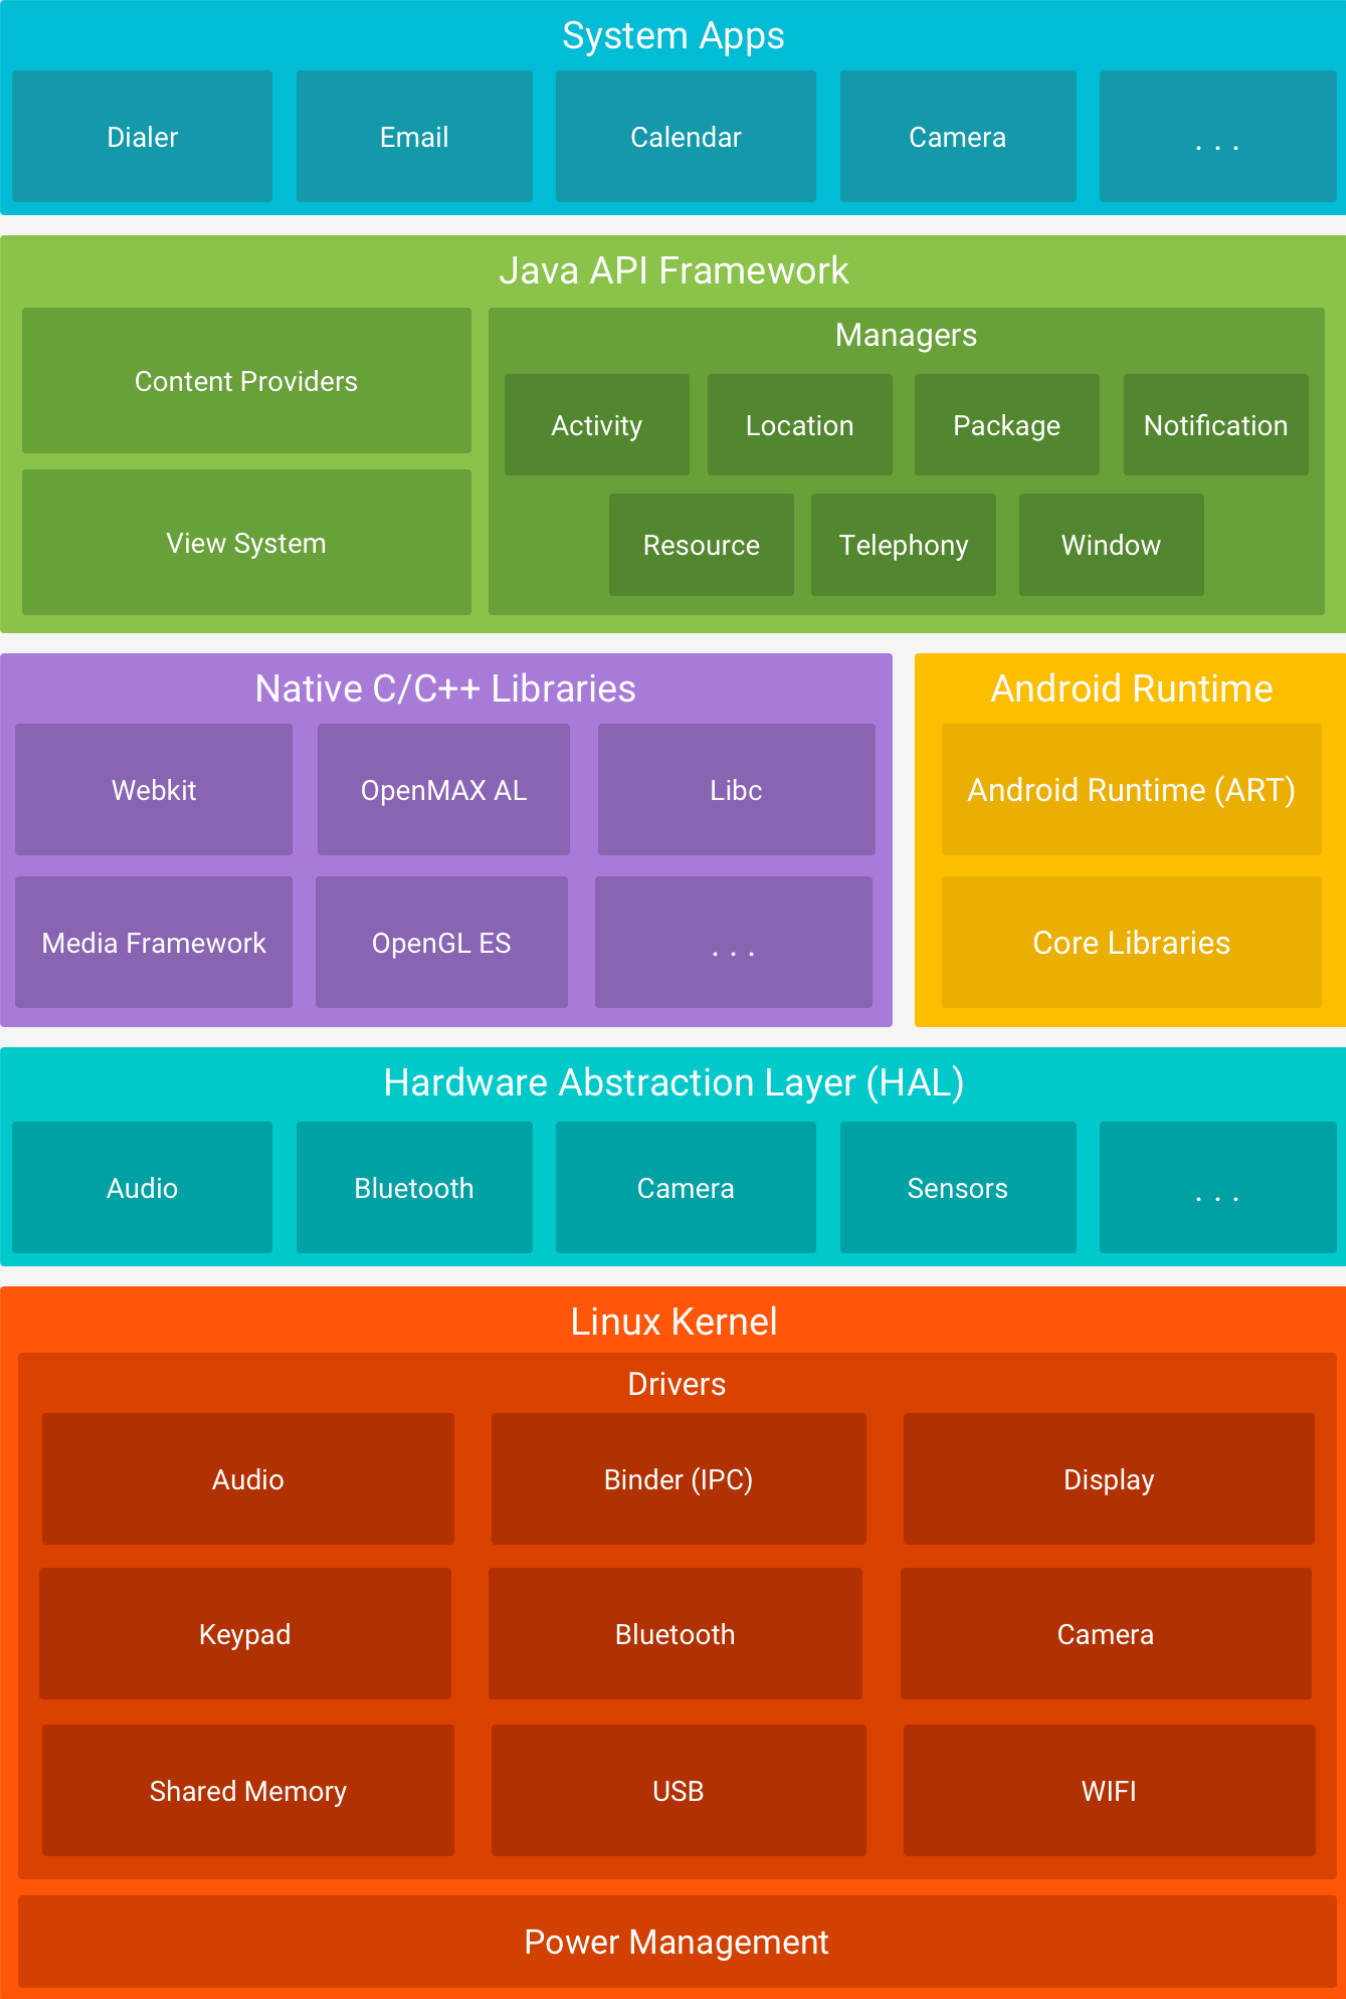 System Apps
Dialer
Email
Calendar
Camera
. . .
Java API Framework
Content Providers
View System
Managers
Activity
Location
Package
Notification
Resource
Telephony
Window
Native C/C++ Libraries
Webkit
OpenMAX AL
Libc
Media Framework
OpenGL ES
. . .
Android Runtime
Android Runtime (ART)
Core Libraries
Hardware Abstraction Layer (HAL)
Audio
Bluetooth
Camera
Sensors
. . .
Linux Kernel
Drivers
Audio
Binder (IPC)
Display
Keypad
Bluetooth
Camera
Shared Memory
USB
WIFI
Power Management